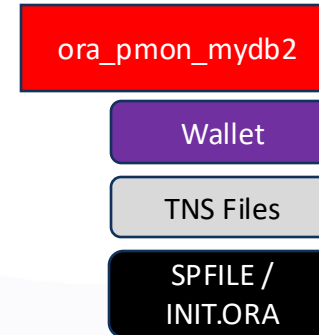 ora_pmon_mydb2
Wallet
TNS Files
SPFILE /
INIT.ORA